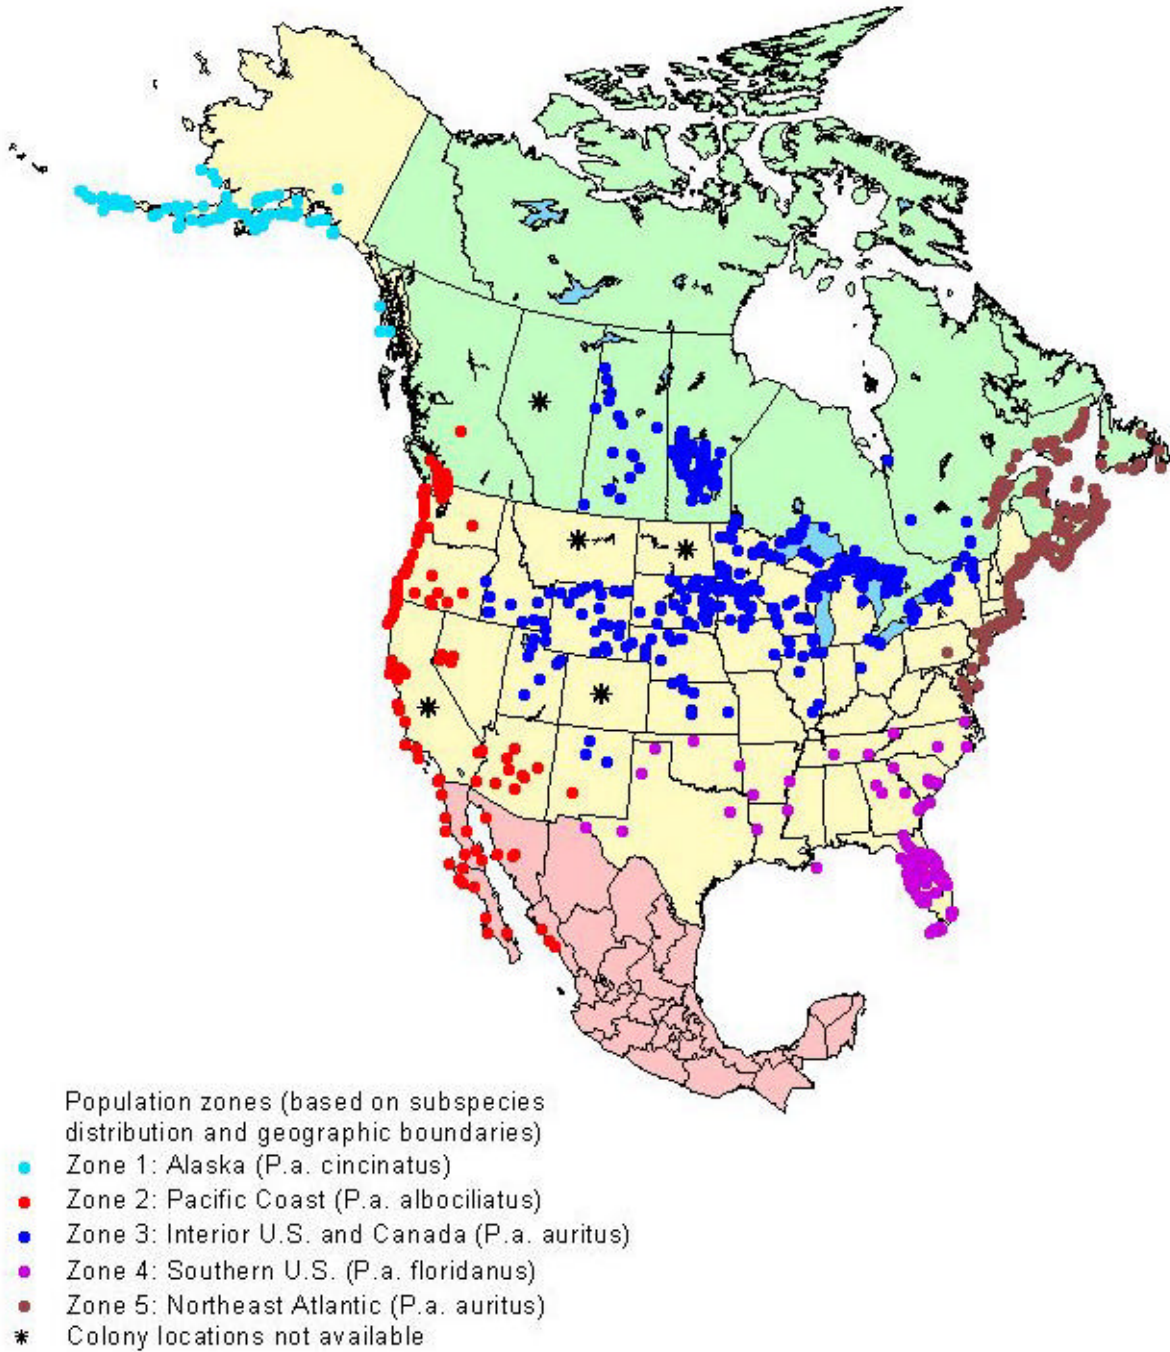 Population zones (based on subspecies
distribution and geographic boundaries)
Zone 1: Alaska (P.a. cincinatus)
Zone 2: Pacific Coast (P.a. albociliatus)
Zone 3: Interior U.S. and Canada (P.a. auritus)
Zone 4: Southern U.S. (P.a. floridanus)
Zone 5: Northeast Atlantic (P.a. auritus)
Colony locations not available